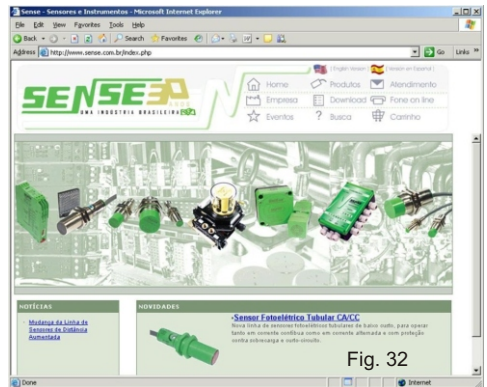 Sense - Sensores e Instrumentos - Microsoft Internet Explorer
File Edit View Favorites Tools Help
Back Search Favorites
Address http://www.sense.com.br/index.php Go Links »
( English Version ) ( Versión en Español )
SENSE 30 ANOS
UMA INDÚSTRIA BRASILEIRA
Home Produtos Atendimento
Empresa Download Fone on line
Eventos ? Busca Carrinho
NOTÍCIAS
Mudança da Linha de
Sensores de Distância
Aumentada
NOVIDADES
Sensor Fotoelétrico Tubular CA/CC
Nova linha de sensores fotoelétricos tubulares de baixo custo, para operar
tanto em corrente contínua como em corrente alternada e com proteção
contra sobrecarga e curto-circuito.
Fig. 32
Done Internet